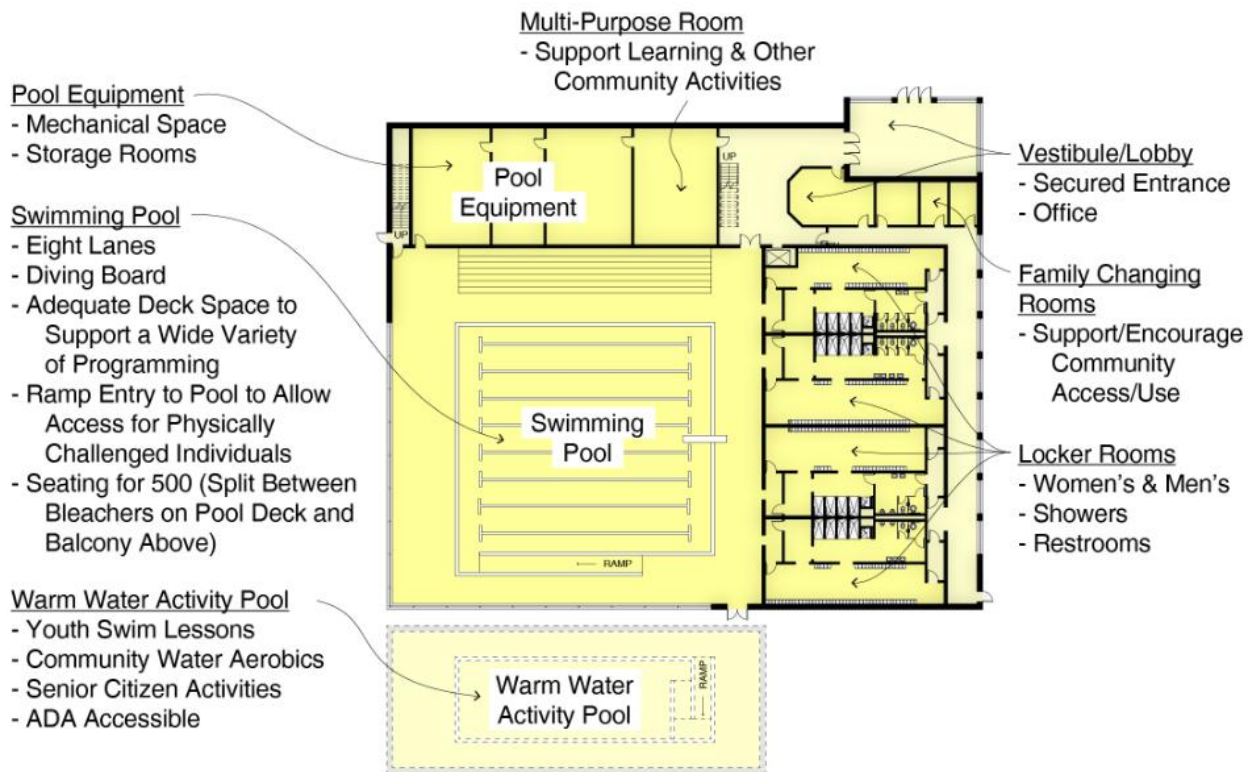 Multi-Purpose Room
- Support Learning & Other
Community Activities
Pool Equipment
- Mechanical Space
- Storage Rooms
Swimming Pool
- Eight Lanes
- Diving Board
- Adequate Deck Space to
Support a Wide Variety
of Programming
- Ramp Entry to Pool to Allow
Access for Physically
Challenged Individuals
- Seating for 500 (Split Between
Bleachers on Pool Deck and
Balcony Above)
Warm Water Activity Pool
- Youth Swim Lessons
- Community Water Aerobics
- Senior Citizen Activities
- ADA Accessible
UP
Pool
Equipment
UP
Swimming
Pool
RAMP
Warm Water
Activity Pool
RAMP
Vestibule/Lobby
- Secured Entrance
- Office
Family Changing
Rooms
- Support/Encourage
Community
Access/Use
Locker Rooms
- Women's & Men's
- Showers
- Restrooms